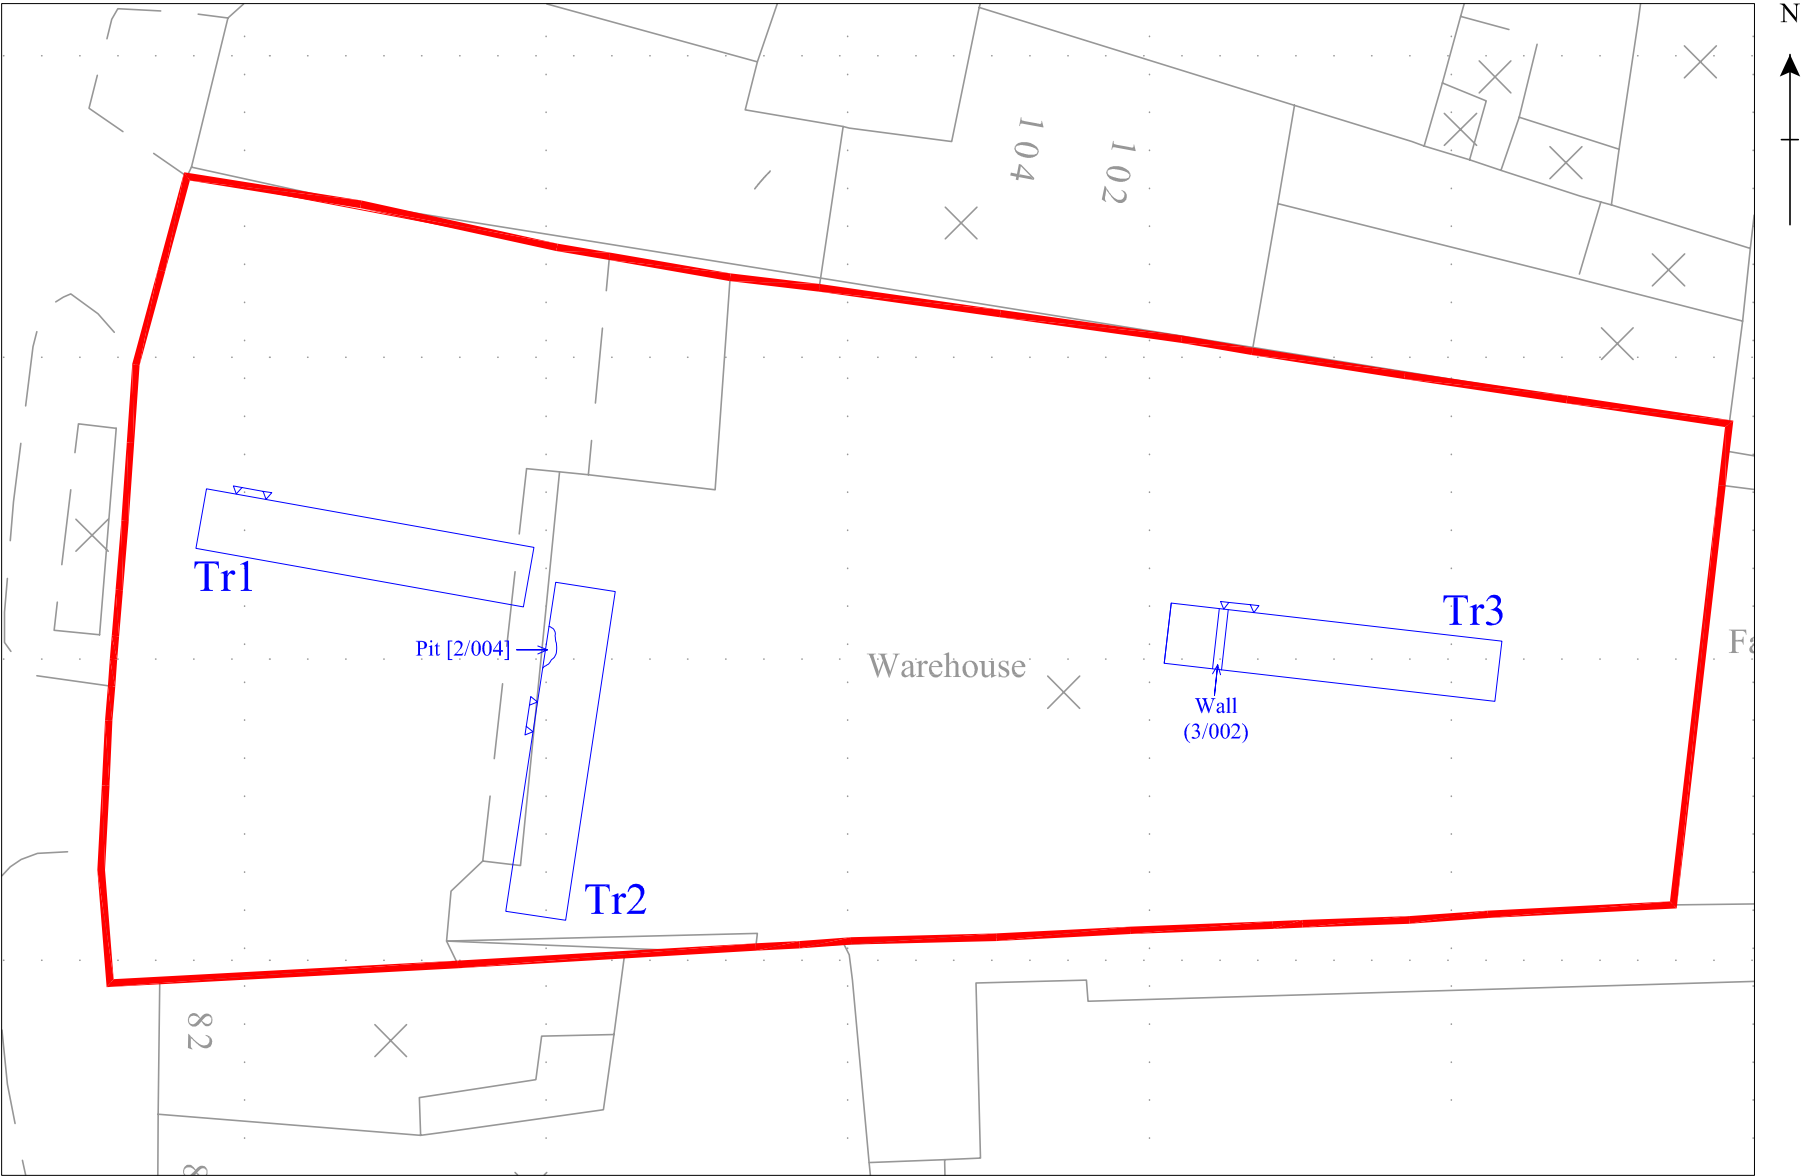 N
104
102
Tr1
Pit [2/004]
Tr3
Warehouse
Wall
(3/002)
Tr2
82